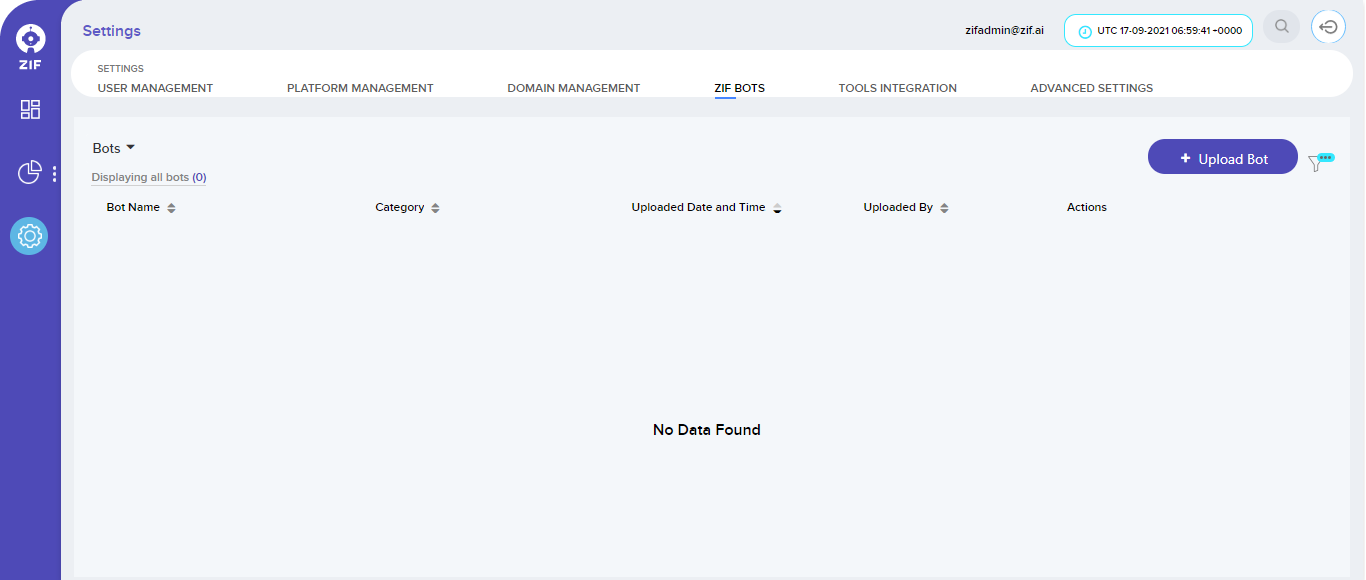 ZIF
Settings
zifadmin@zif.ai
UTC 17-09-2021 06:59:41 +0000
SETTINGS
USER MANAGEMENT PLATFORM MANAGEMENT DOMAIN MANAGEMENT ZIF BOTS TOOLS INTEGRATION ADVANCED SETTINGS
Bots
+ Upload Bot
Displaying all bots (0)
Bot Name Category Uploaded Date and Time Uploaded By Actions
No Data Found